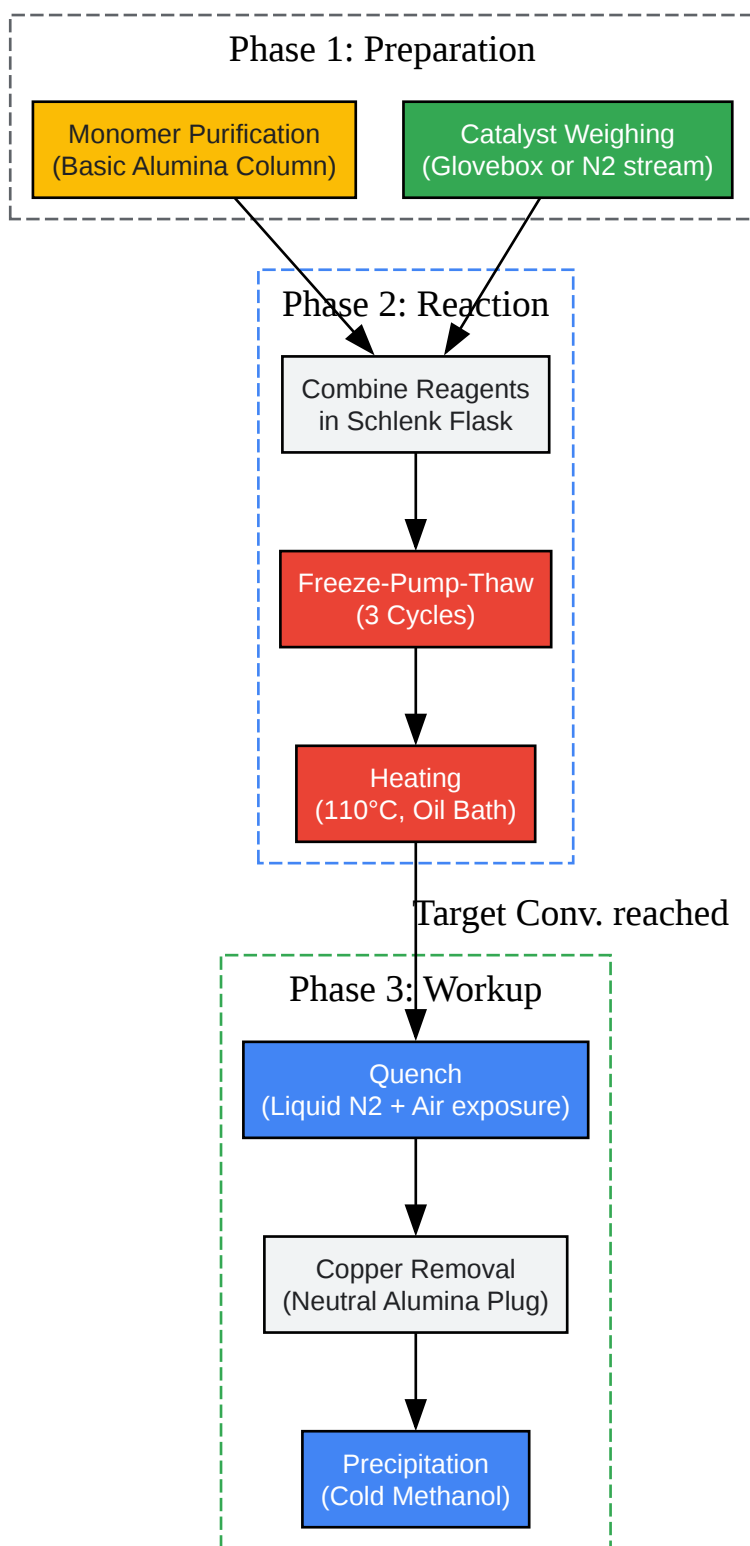 Phase 1: Preparation
Monomer Purification
(Basic Alumina Column)
Catalyst Weighing
(Glovebox or N2 stream)
Phase 2: Reaction
Combine Reagents
in Schlenk Flask
Freeze-Pump-Thaw
(3 Cycles)
Heating
(110°C, Oil Bath)
Target Conv. reached
Phase 3: Workup
Quench
(Liquid N2 + Air exposure)
Copper Removal
(Neutral Alumina Plug)
Precipitation
(Cold Methanol)